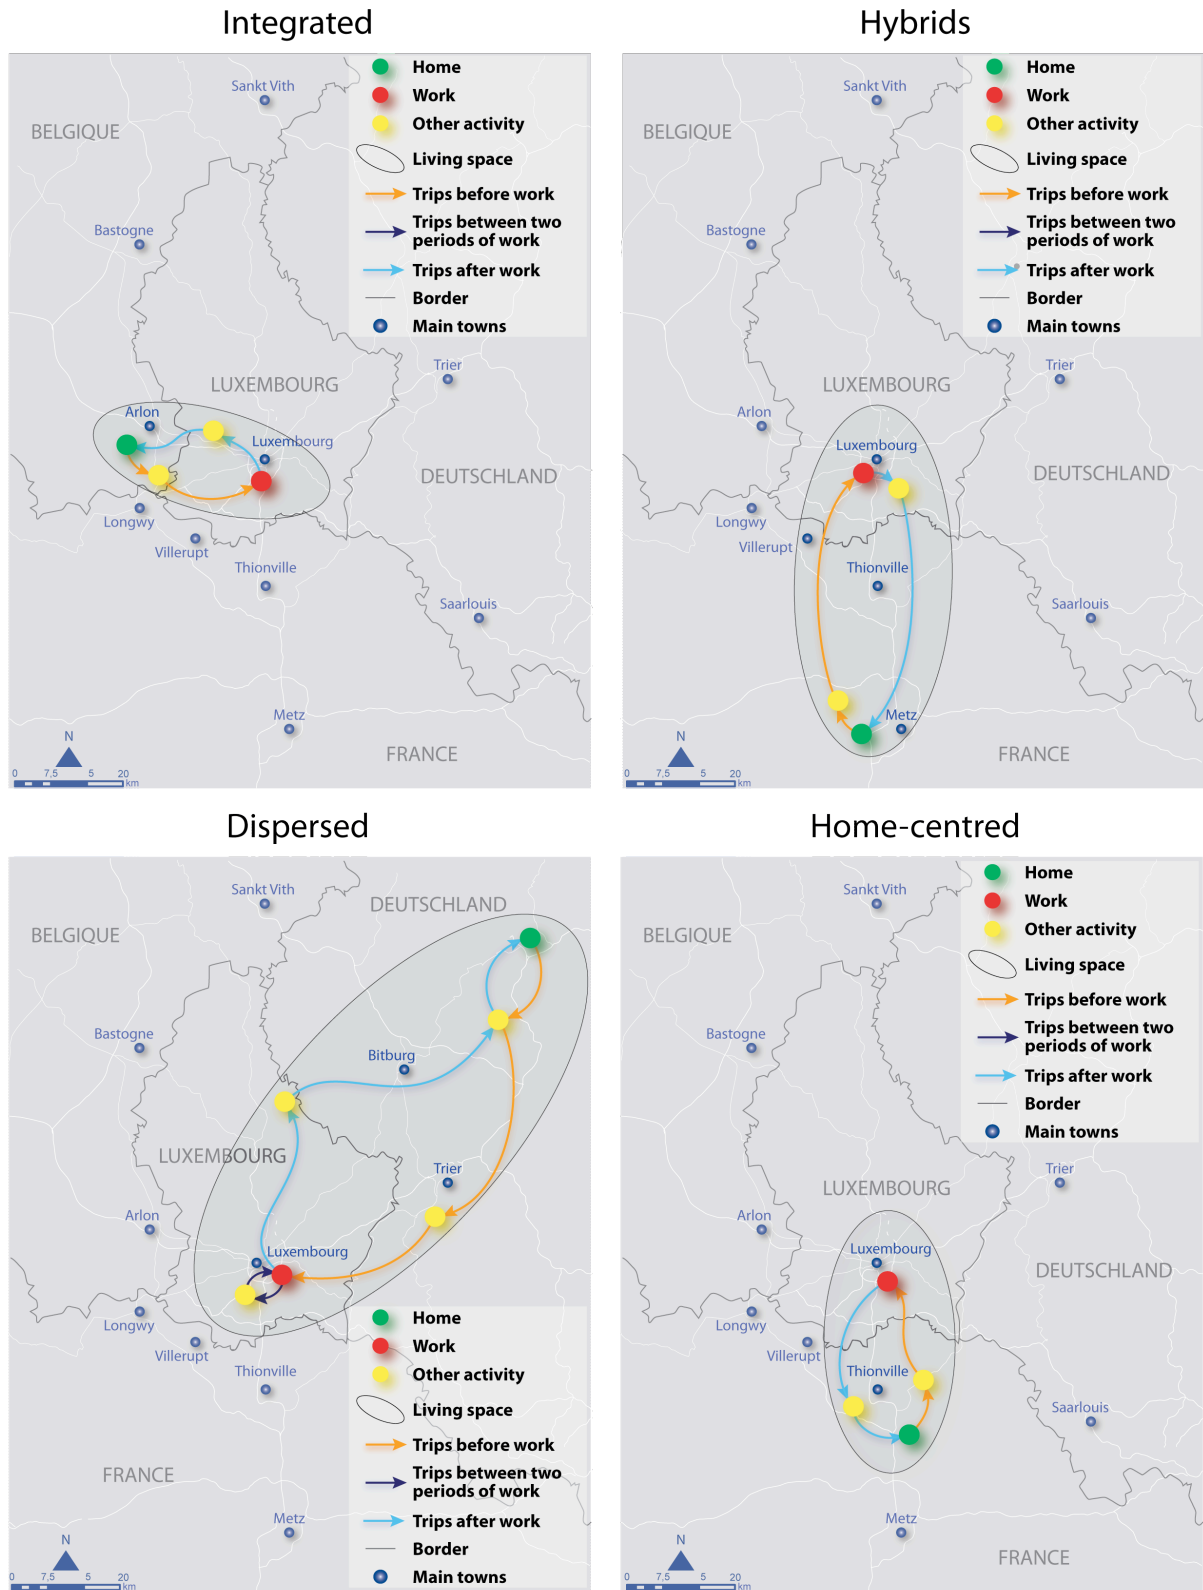 Integrated
Sankt Vith
BELGIQUE
Bastogne
LUXEMBOURG
Trier
Arlon
Luxembourg
DEUTSCHLAND
Longwy
Villerupt
Thionville
Saarlouis
Metz
FRANCE
N
0 7,5 5 20
km
Home
Work
Other activity
Living space
Trips before work
Trips between two
periods of work
Trips after work
Border
Main towns
Hybrids
Sankt Vith
BELGIQUE
Bastogne
LUXEMBOURG
Trier
Arlon
Luxembourg
DEUTSCHLAND
Longwy
Villerupt
Thionville
Saarlouis
Metz
FRANCE
N
0 7,5 5 20
km
Home
Work
Other activity
Living space
Trips before work
Trips between two
periods of work
Trips after work
Border
Main towns
Dispersed
Sankt Vith
DEUTSCHLAND
BELGIQUE
Bastogne
Bitburg
LUXEMBOURG
Trier
Arlon
Luxembourg
Longwy
Villerupt
Thionville
FRANCE
Metz
N
0 7,5 5 20
km
Home
Work
Other activity
Living space
Trips before work
Trips between two
periods of work
Trips after work
Border
Main towns
Home-centred
Sankt Vith
BELGIQUE
Bastogne
Trier
LUXEMBOURG
Arlon
Luxembourg
DEUTSCHLAND
Longwy
Villerupt
Thionville
Saarlouis
Metz
FRANCE
N
0 7,5 5 20
km
Home
Work
Other activity
Living space
Trips before work
Trips between two
periods of work
Trips after work
Border
Main towns